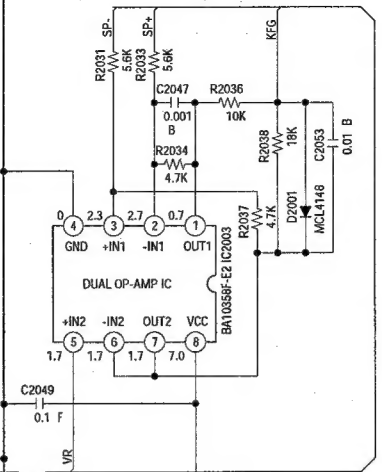 SP-
SP+
KFG
R2031
5.6K
R2033
5.6K
C2047
0.001
B
R2036
10K
R2034
4.7K
R2038
18K
C2053
0.01 B
D2001
MCL4148
R2037
4.7K
0 2.3 2.7 0.7
4 3 2 1
GND +IN1 -IN1 OUT1
DUAL OP-AMP IC
BA10358F-E2 IC2003
+IN2 -IN2 OUT2 VCC
5 6 7 8
1.7 1.7 1.7 7.0
C2049
0.1 F
VR